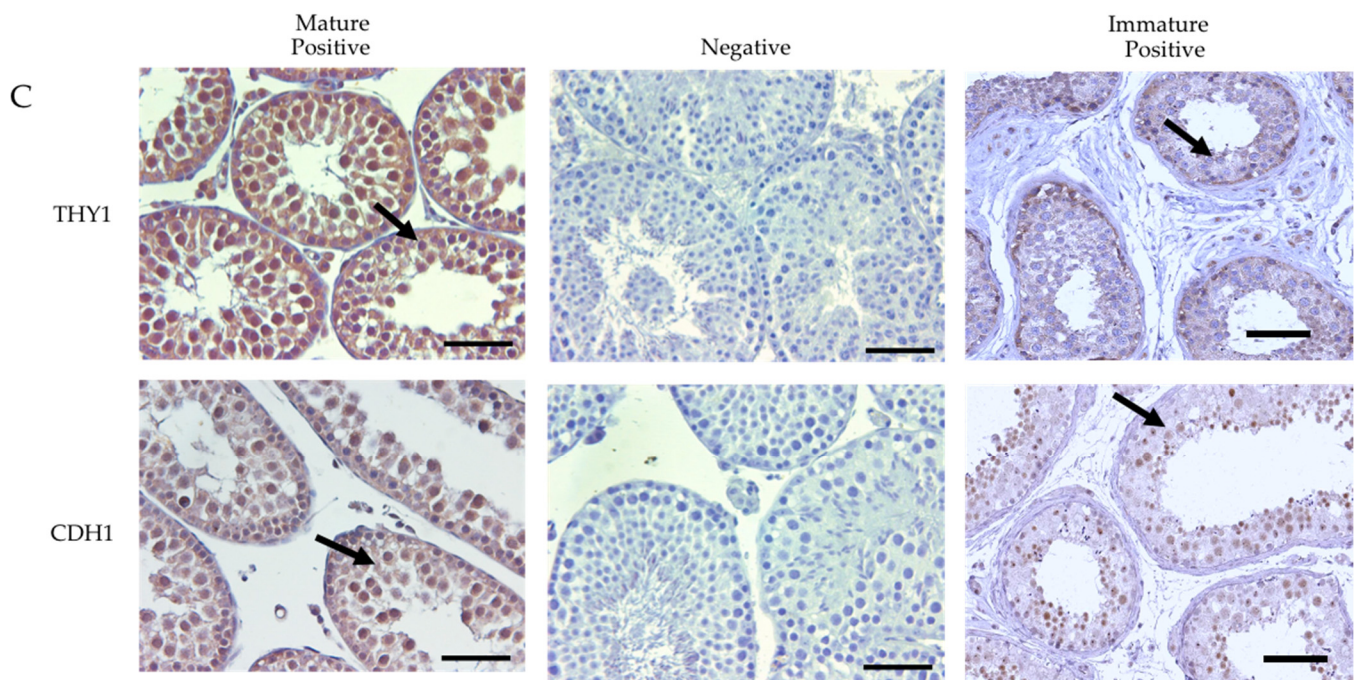 Mature
Positive
Negative
Immature
Positive
C
THY1
CDH1